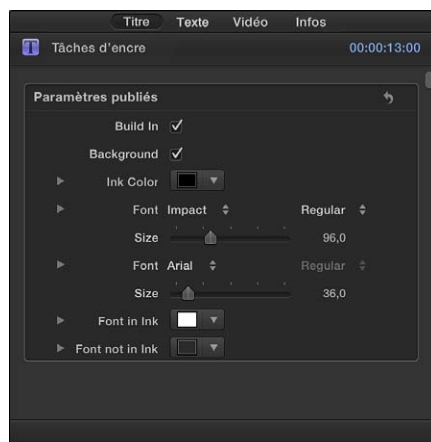 Titre Texte Vidéo Infos
T Tâches d'encre 00:00:13:00
Paramètres publiés
Build In
Background
Ink Color
Font Impact Regular
Size 96,0
Font Arial Regular
Size 36,0
Font in Ink
Font not in Ink